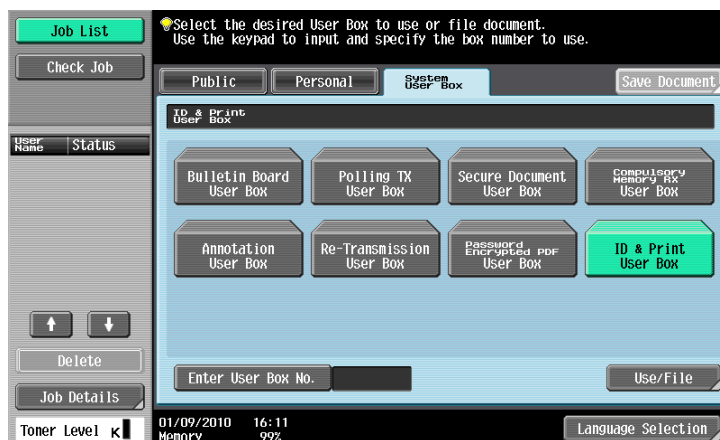 Job List
Check Job
User Name
Status
Delete
Job Details
Toner Level K
Select the desired User Box to use or file document.
Use the keypad to input and specify the box number to use.
Public
Personal
System User Box
Save Document
ID & Print
User Box
Bulletin Board
User Box
Polling TX
User Box
Secure Document
User Box
Compulsory
Memory RX
User Box
Annotation
User Box
Re-Transmission
User Box
Password
Encrypted PDF
User Box
ID & Print
User Box
Enter User Box No.
Use/File
01/09/2010 16:11
Memory 99%
Language Selection